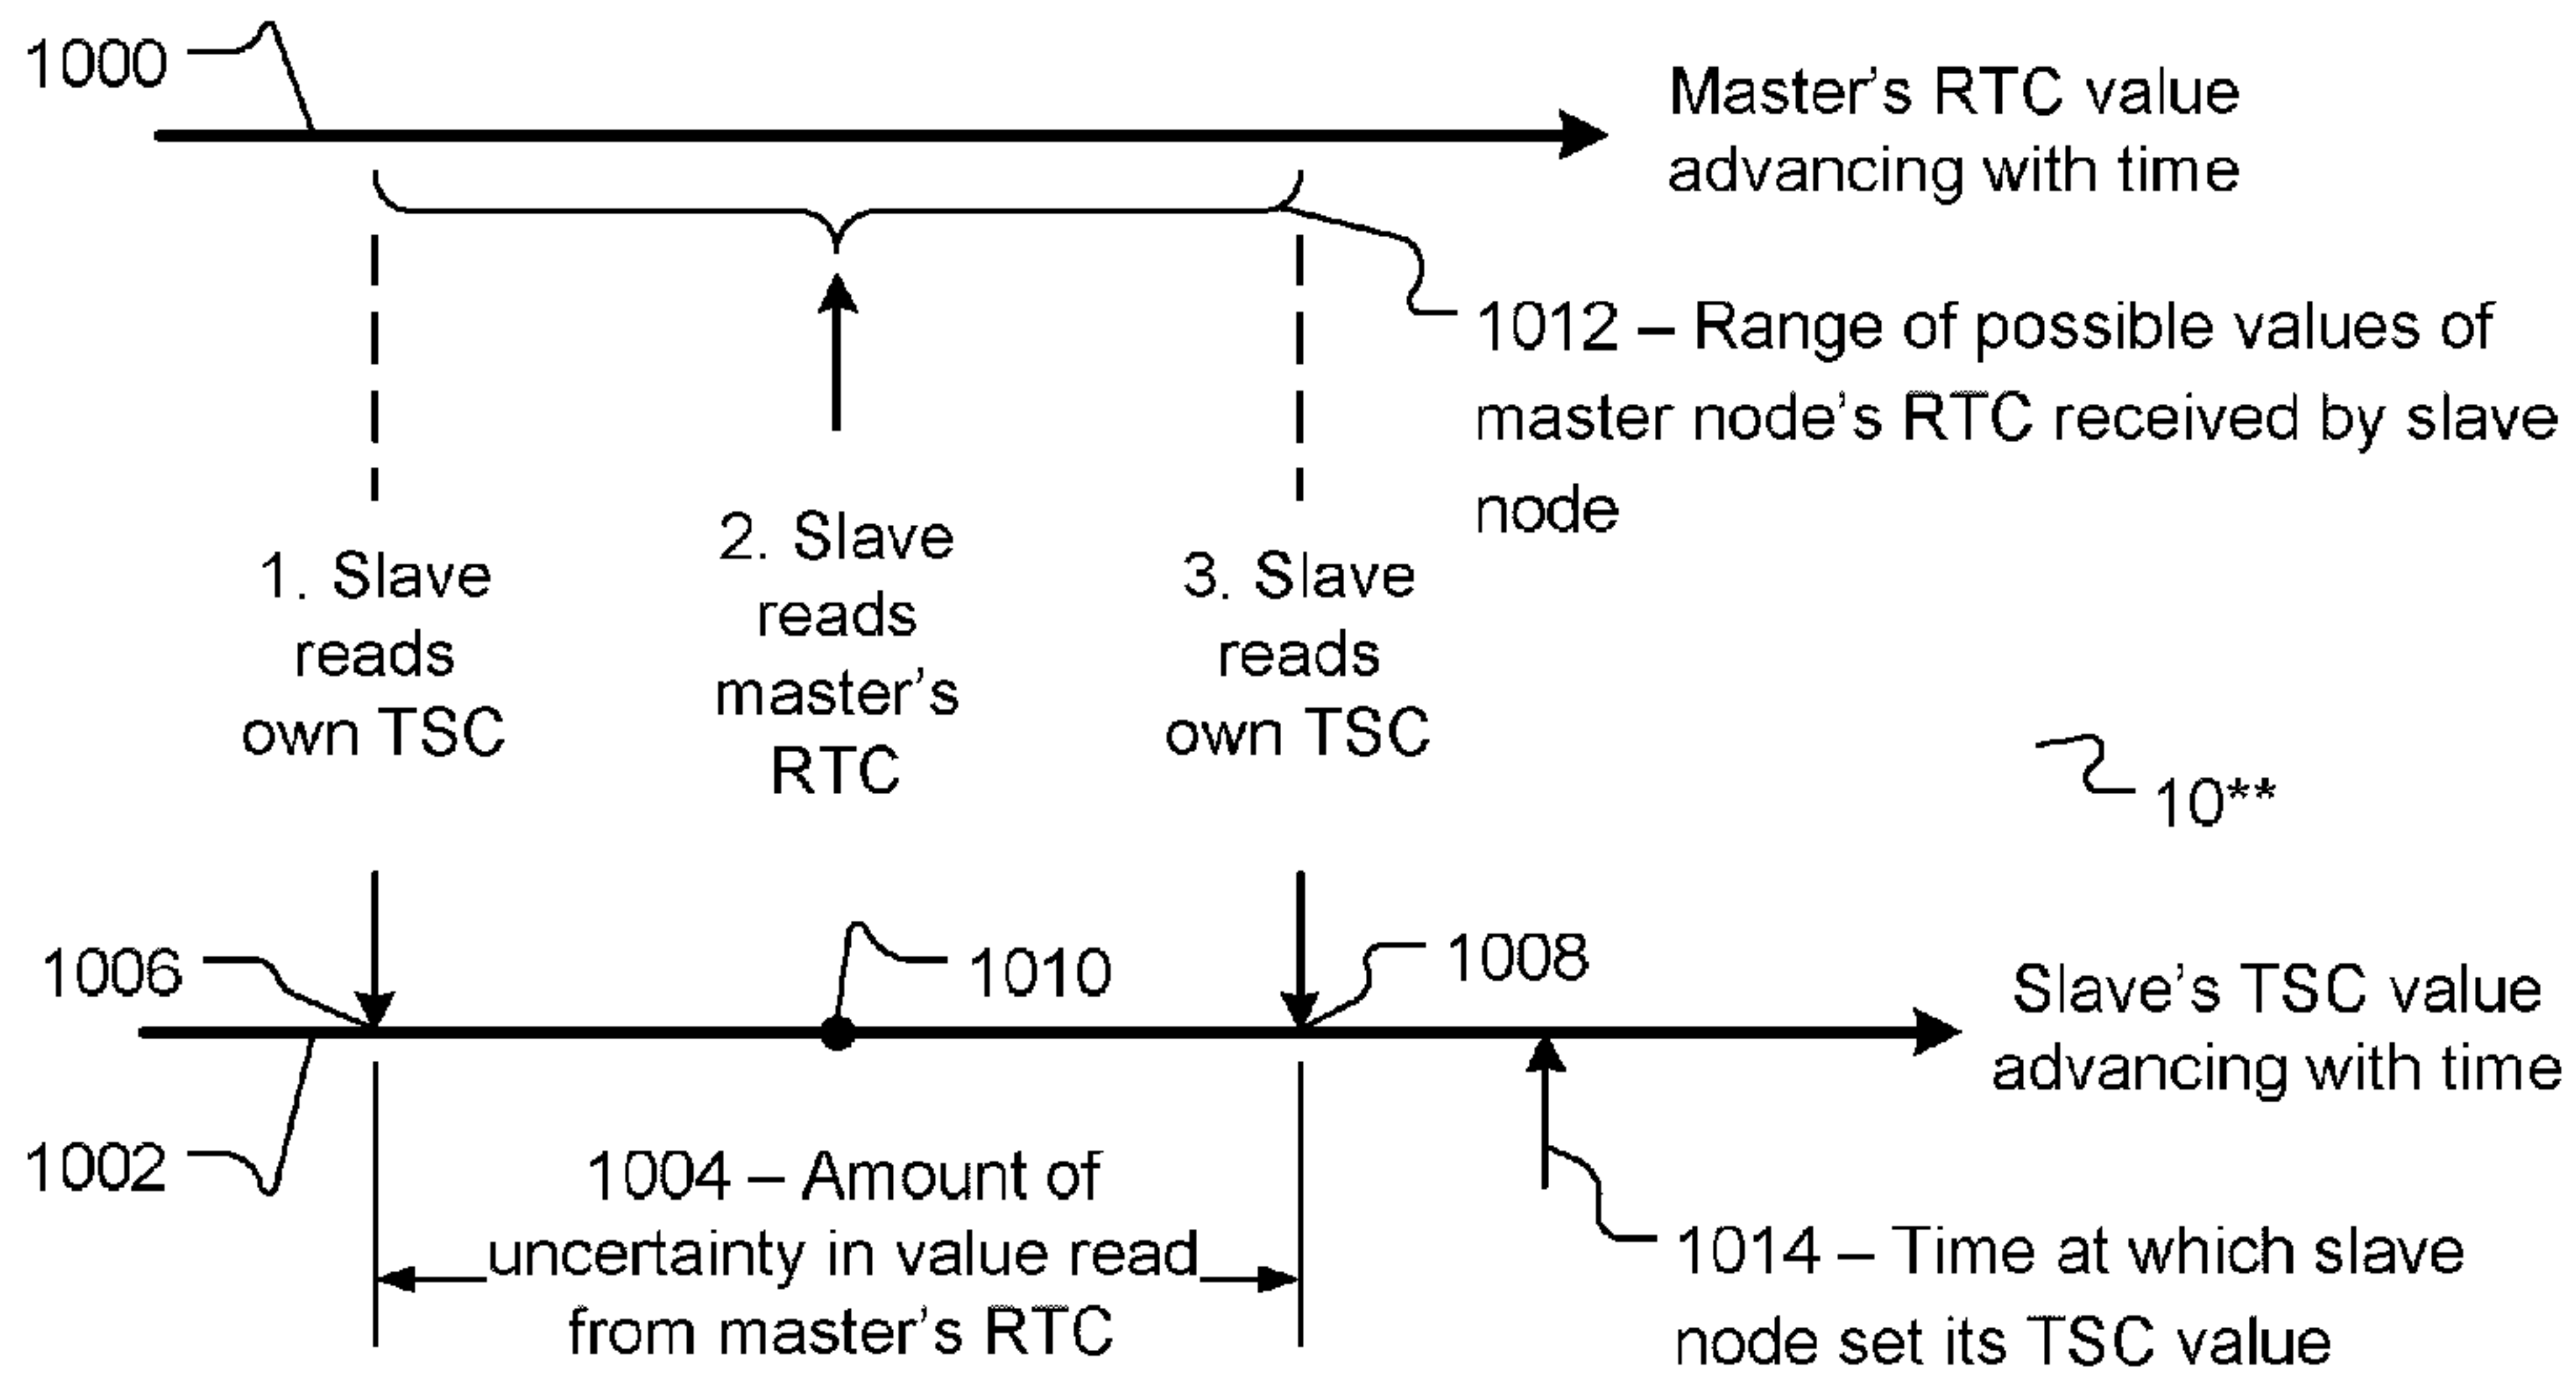 1000
Master's RTC value
advancing with time
1012 – Range of possible values of
master node's RTC received by slave
node
1. Slave
reads
own TSC
2. Slave
reads
master's
RTC
3. Slave
reads
own TSC
10**
1006
1010
1008
Slave's TSC value
advancing with time
1002
1004 – Amount of
uncertainty in value read
from master's RTC
1014 – Time at which slave
node set its TSC value